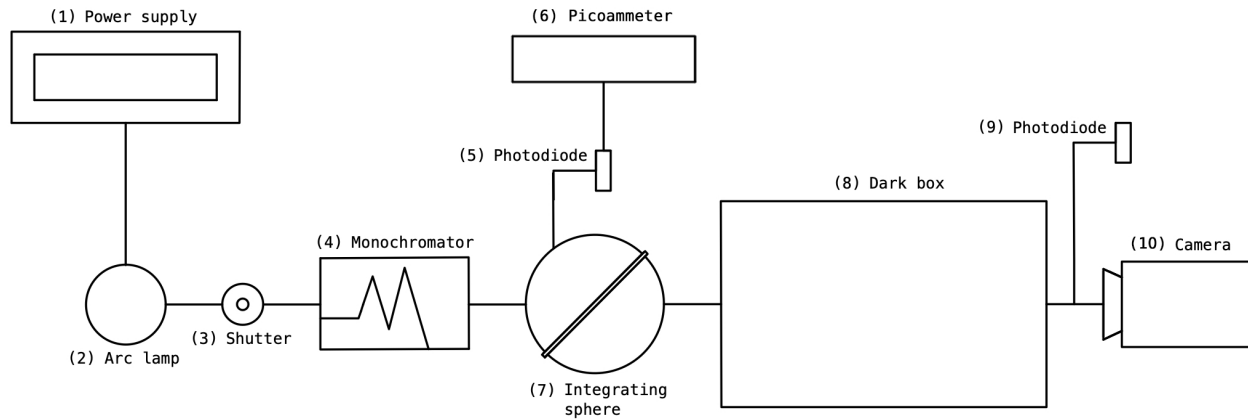 (1) Power supply
(6) Picoammeter
(9) Photodiode
(5) Photodiode
(8) Dark box
(4) Monochromator
(10) Camera
(3) Shutter
(2) Arc lamp
(7) Integrating
sphere